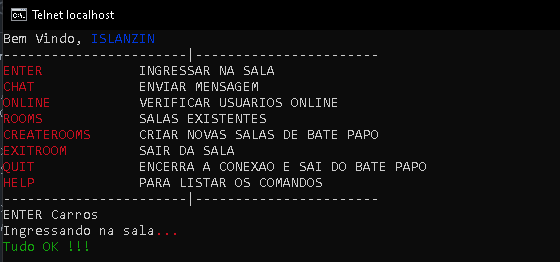 Telnet localhost
Bem Vindo, ISLANZIN
-----------------------|-----------------------
ENTER INGRESSAR NA SALA
CHAT ENVIAR MENSAGEM
ONLINE VERIFICAR USUARIOS ONLINE
ROOMS SALAS EXISTENTES
CREATEROOMS CRIAR NOVAS SALAS DE BATE PAPO
EXITROOM SAIR DA SALA
QUIT ENCERRA A CONEXAO E SAI DO BATE PAPO
HELP PARA LISTAR OS COMANDOS
-----------------------|-----------------------
ENTER Carros
Ingressando na sala...
Tudo OK !!!